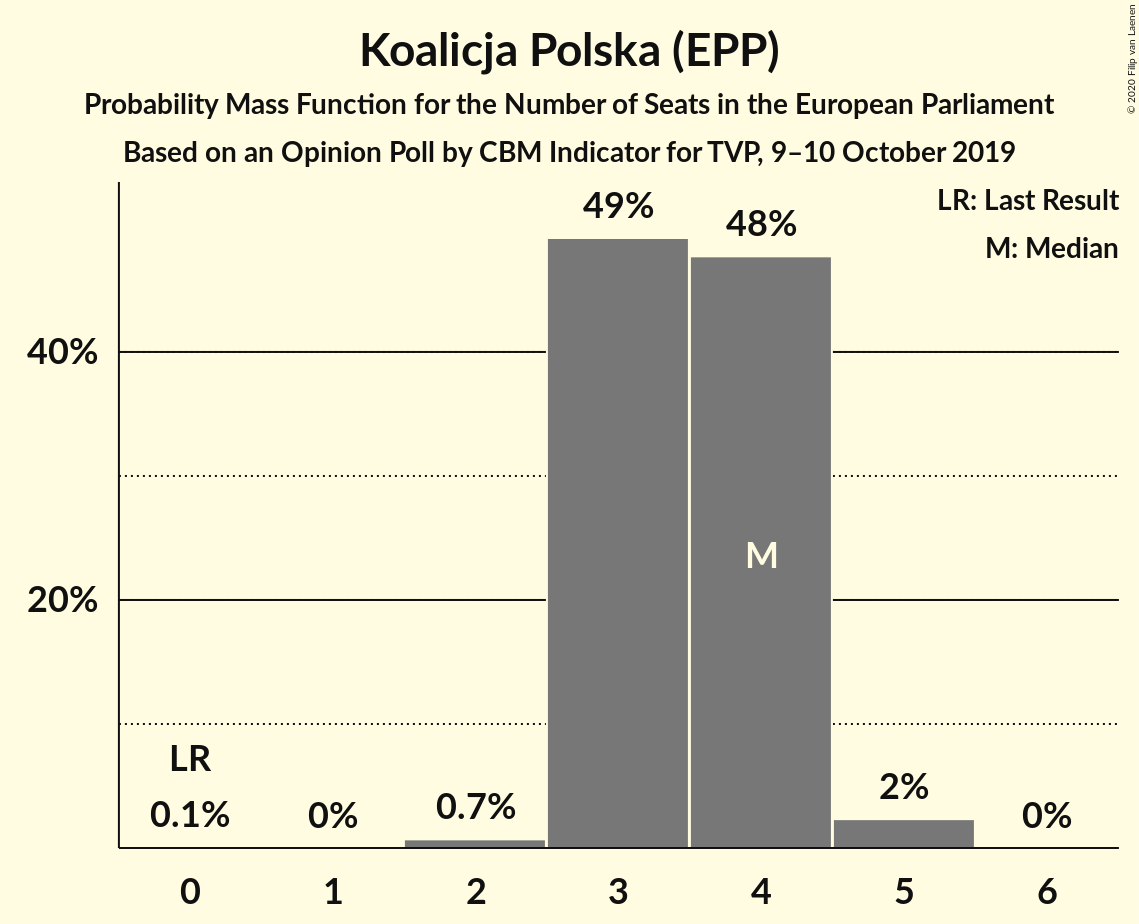 Koalicja Polska (EPP)
Probability Mass Function for the Number of Seats in the European Parliament
Based on an Opinion Poll by CBM Indicator for TVP, 9–10 October 2019
© 2020 Filip van Laenen
LR: Last Result
M: Median
49%
48%
40%
M
20%
LR
0.1%
0%
0.7%
2%
0%
0 1 2 3 4 5 6